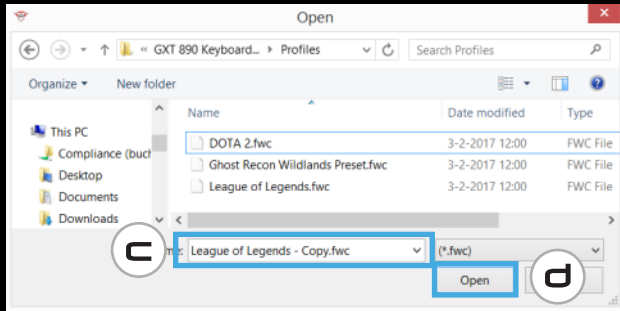 Open
« GXT 890 Keyboard... Profiles
Search Profiles
Organize
New folder
Name
Date modified
Type
This PC
Compliance (buch
Desktop
Documents
Downloads
DOTA 2.fwc
3-2-2017 12:00
FWC File
Ghost Recon Wildlands Preset.fwc
3-2-2017 12:00
FWC File
League of Legends.fwc
3-2-2017 12:00
FWC File
c
me:
League of Legends - Copy.fwc
(*.fwc)
Open
d